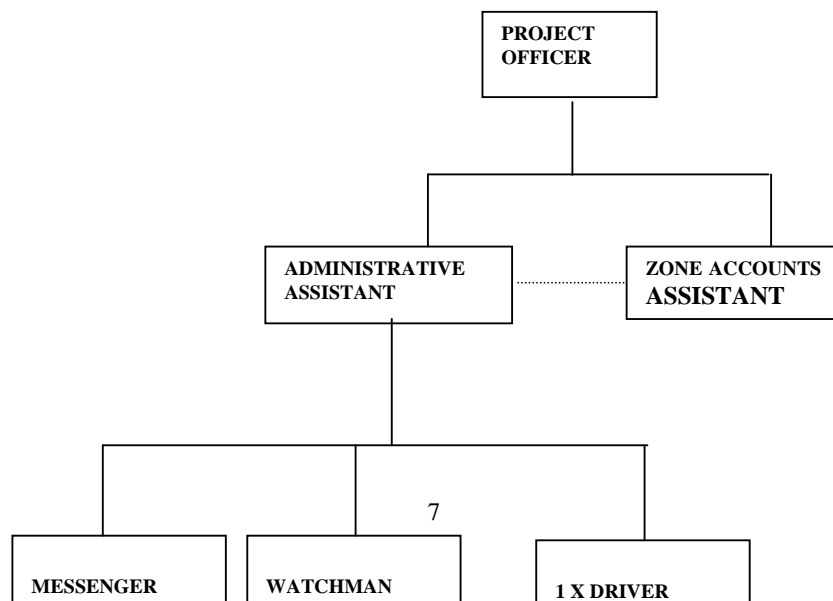 PROJECT
OFFICER
ADMINISTRATIVE
ASSISTANT
ZONE ACCOUNTS
ASSISTANT
7
MESSENGER
WATCHMAN
1 X DRIVER